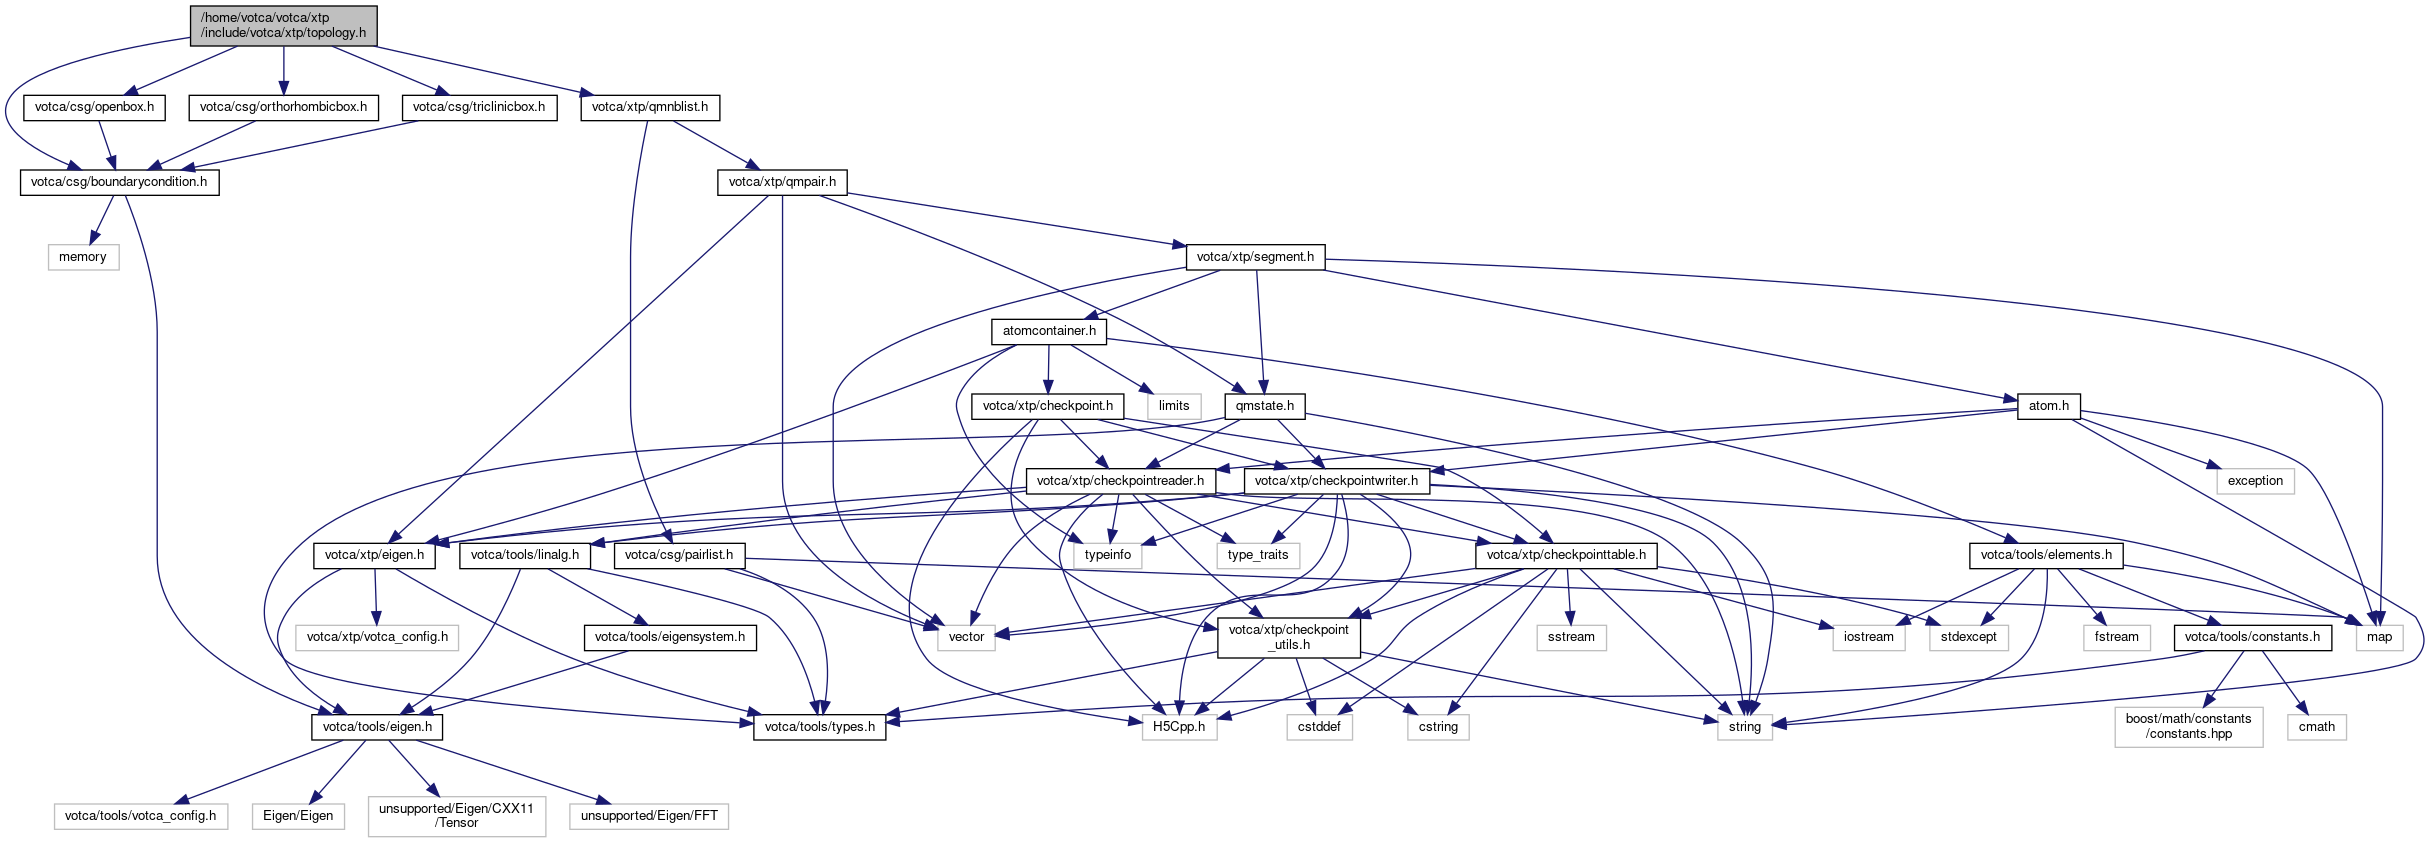 /home/votca/votca/xtp
/include/votca/xtp/topology.h
votca/csg/openbox.h
votca/csg/orthorhombicbox.h
votca/csg/triclinicbox.h
votca/xtp/qmnblist.h
votca/csg/boundarycondition.h
votca/xtp/qmpair.h
memory
votca/xtp/segment.h
atomcontainer.h
votca/xtp/checkpoint.h
limits
qmstate.h
atom.h
votca/xtp/checkpointreader.h
votca/xtp/checkpointwriter.h
exception
votca/xtp/eigen.h
votca/tools/linalg.h
votca/csg/pairlist.h
typeinfo
type_traits
votca/xtp/checkpointtable.h
votca/tools/elements.h
votca/xtp/votca_config.h
votca/tools/eigensystem.h
vector
votca/xtp/checkpoint
_utils.h
sstream
iostream
stdexcept
fstream
votca/tools/constants.h
map
votca/tools/eigen.h
votca/tools/types.h
H5Cpp.h
cstddef
cstring
string
boost/math/constants
/constants.hpp
cmath
votca/tools/votca_config.h
Eigen/Eigen
unsupported/Eigen/CXX11
/Tensor
unsupported/Eigen/FFT